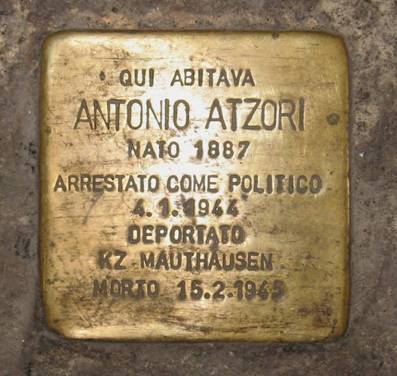 QUI ABITAVA
ANTONIO ATZORI
NATO 1887
ARRESTATO COME POLITICO
4.1.1944
DEPORTATO
KZ MAUTHAUSEN
MORTO 15.2.1945